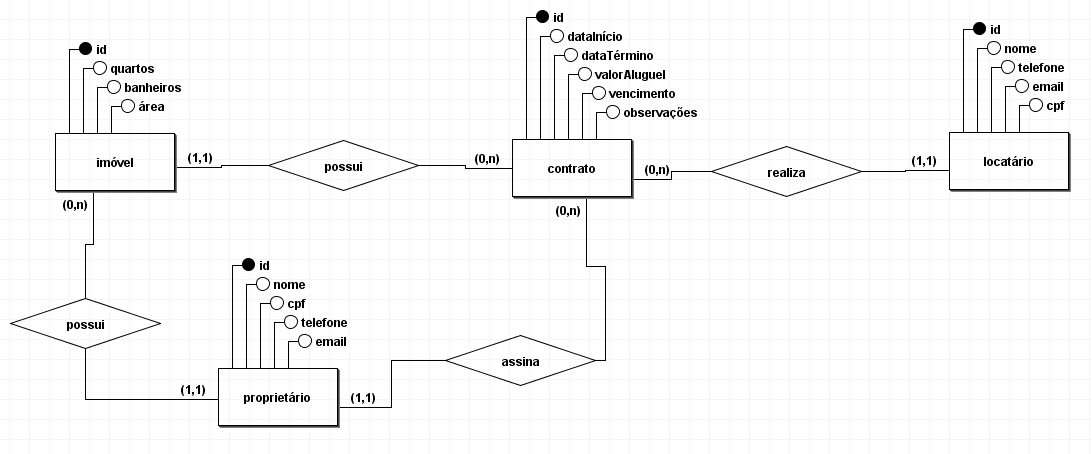 id
quartos
banheiros
área
imóvel
(1,1)
possui
(0,n)
id
dataInício
dataTérmino
valorAluguel
vencimento
observações
contrato
(0,n)
realiza
(1,1)
id
nome
telefone
email
cpf
locatário
(0,n)
possui
(1,1)
id
nome
cpf
telefone
email
proprietário
(1,1)
assina
(0,n)